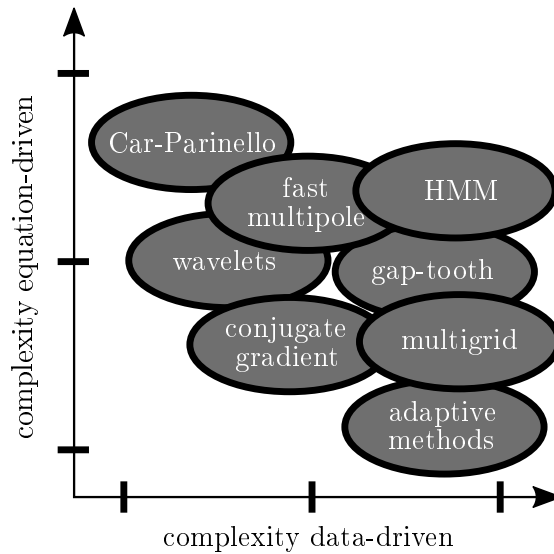 complexity equation-driven
Car-Parinello
fast
multipole
HMM
wavelets
gap-tooth
conjugate
gradient
multigrid
adaptive
methods
complexity data-driven